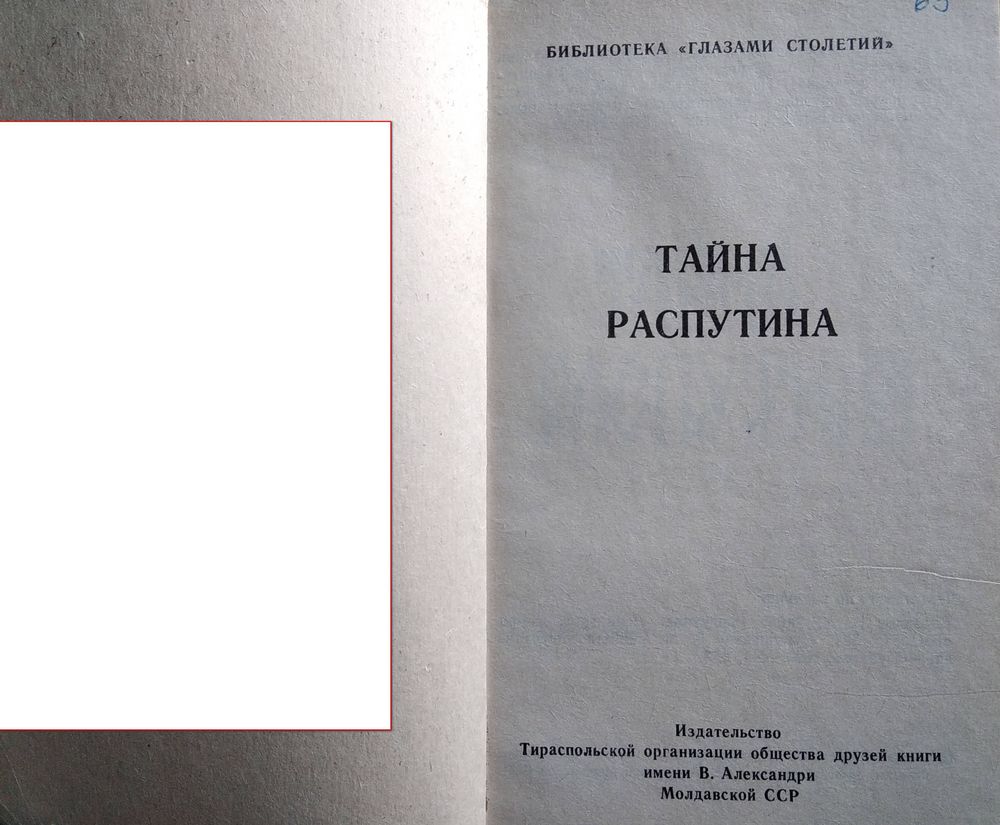 БИБЛИОТЕКА «ГЛАЗАМИ СТОЛЕТИЙ»
ТАЙНА
РАСПУТИНА
Издательство
Тираспольской организации общества друзей книги
имени В. Александри
Молдавской ССР